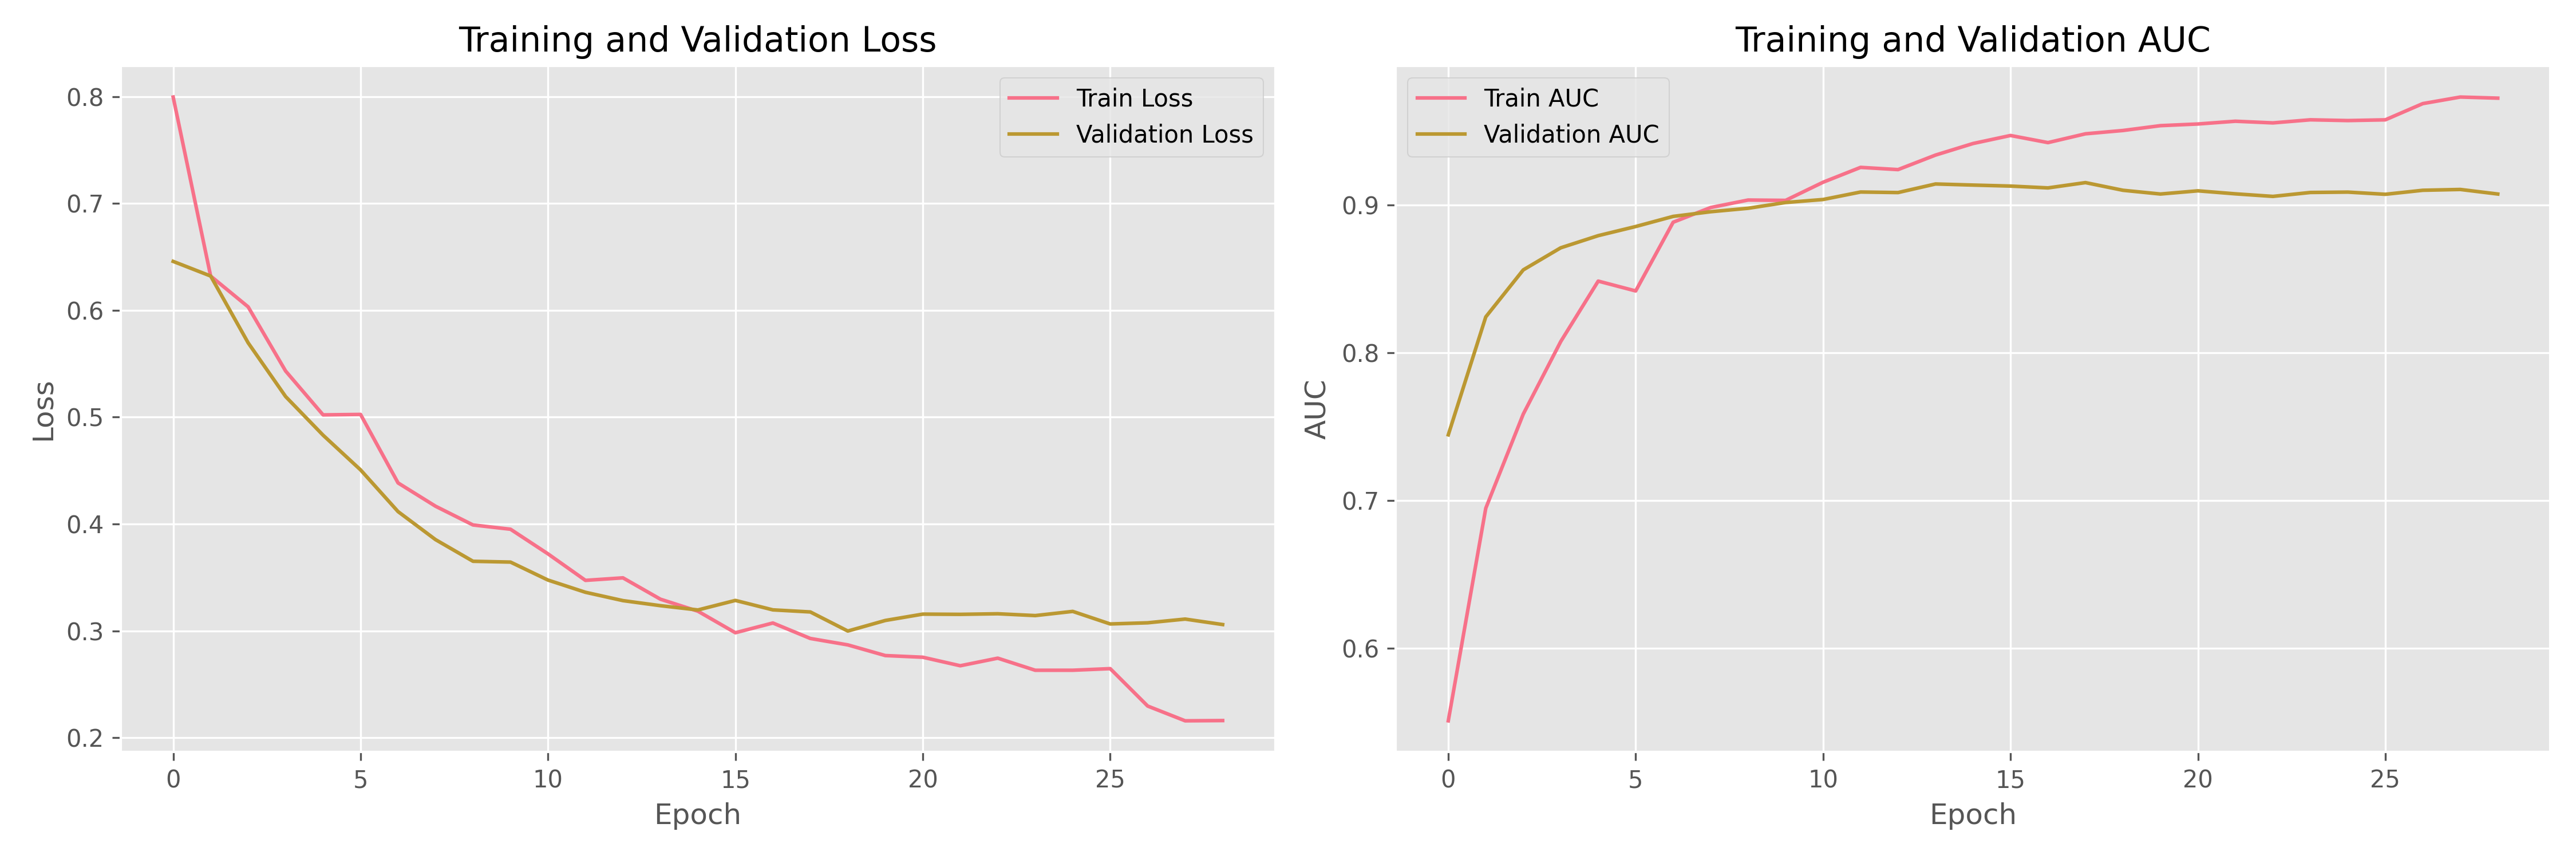 Training and Validation Loss
Train Loss
Validation Loss
0.8
0.7
0.6
0.5
0.4
0.3
0.2
Loss
0 5 10 15 20 25
Epoch
Training and Validation AUC
Train AUC
Validation AUC
0.9
0.8
0.7
0.6
AUC
0 5 10 15 20 25
Epoch